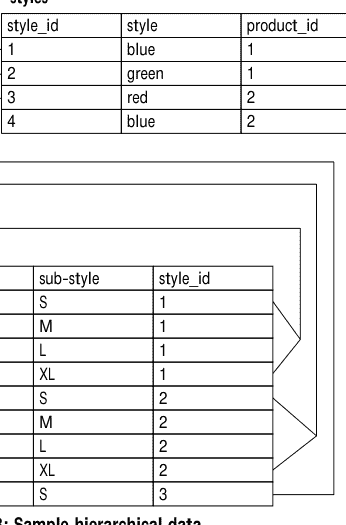 styles
style_id style product_id
1 blue 1
2 green 1
3 red 2
4 blue 2
sub-style style_id
S 1
M 1
L 1
XL 1
S 2
M 2
L 2
XL 2
S 3
: Sample hierarchical data